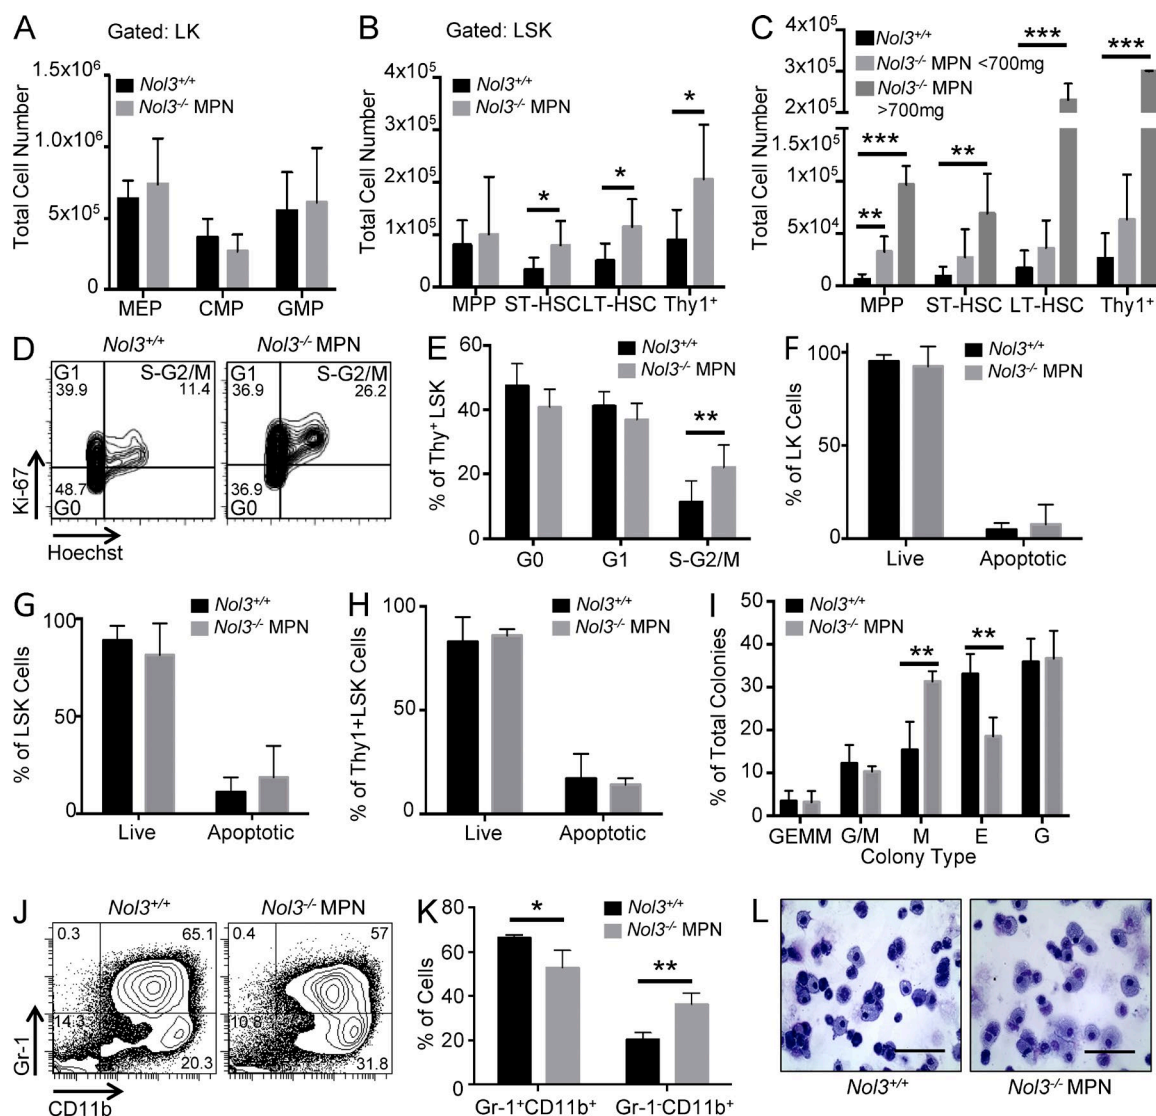 A
Gated: LK
Nol3+/+
Nol3-/- MPN
Total Cell Number
1.5x10⁶
1.0x10⁶
5x10⁵
0
MEP CMP GMP
B
Gated: LSK
Nol3+/+
Nol3-/- MPN
Total Cell Number
4x10⁵
3x10⁵
2x10⁵
1x10⁵
0
* * *
MPP ST-HSC LT-HSC Thy1+
C
Nol3+/+
Nol3-/- MPN <700mg
Nol3-/- MPN
>700mg
Total Cell Number
4x10⁵
3x10⁵
2x10⁵
1.5x10⁵
1x10⁵
5x10⁴
0
*** ** ** *** ***
MPP ST-HSC LT-HSC Thy1+
D
Nol3+/+
Nol3-/- MPN
G1
39.9
S-G2/M
11.4
48.7
G0
G1
36.9
S-G2/M
26.2
36.9
G0
Ki-67
Hoechst
E
Nol3+/+
Nol3-/- MPN
% of Thy+ LSK
60
40
20
0
**
G0 G1 S-G2/M
F
Nol3+/+
Nol3-/- MPN
% of LK Cells
100
50
0
Live Apoptotic
G
Nol3+/+
Nol3-/- MPN
% of LSK Cells
100
50
0
Live Apoptotic
H
Nol3+/+
Nol3-/- MPN
% of Thy1+LSK Cells
100
50
0
Live Apoptotic
I
Nol3+/+
Nol3-/- MPN
% of Total Colonies
50
40
30
20
10
0
** **
GEMM G/M M E G
Colony Type
J
Nol3+/+
Nol3-/- MPN
0.3
65.1
14.3
20.3
0.4
57
10.8
31.8
Gr-1
CD11b
K
Nol3+/+
Nol3-/- MPN
% of Cells
80
60
40
20
0
* **
Gr-1+CD11b+ Gr-1-CD11b+
L
Nol3+/+
Nol3-/- MPN